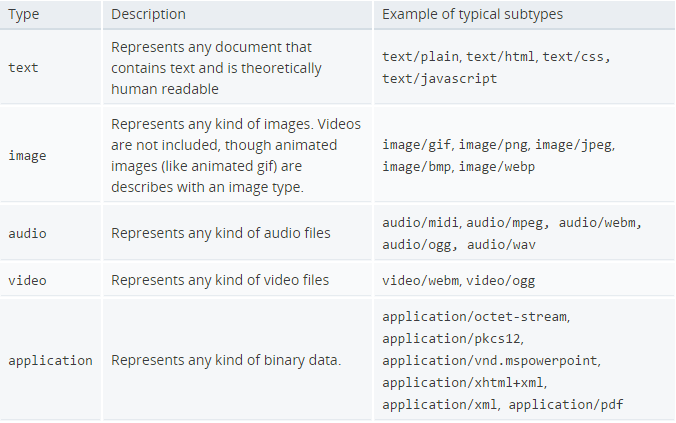 Type Description Example of typical subtypes
text
Represents any document that
contains text and is theoretically
human readable
text/plain, text/html, text/css,
text/javascript
image
Represents any kind of images. Videos
are not included, though animated
images (like animated gif) are
describes with an image type.
image/gif, image/png, image/jpeg,
image/bmp, image/webp
audio
Represents any kind of audio files
audio/midi, audio/mpeg, audio/webm,
audio/ogg, audio/wav
video
Represents any kind of video files
video/webm, video/ogg
application
Represents any kind of binary data.
application/octet-stream,
application/pkcs12,
application/vnd.mspowerpoint,
application/xhtml+xml,
application/xml, application/pdf